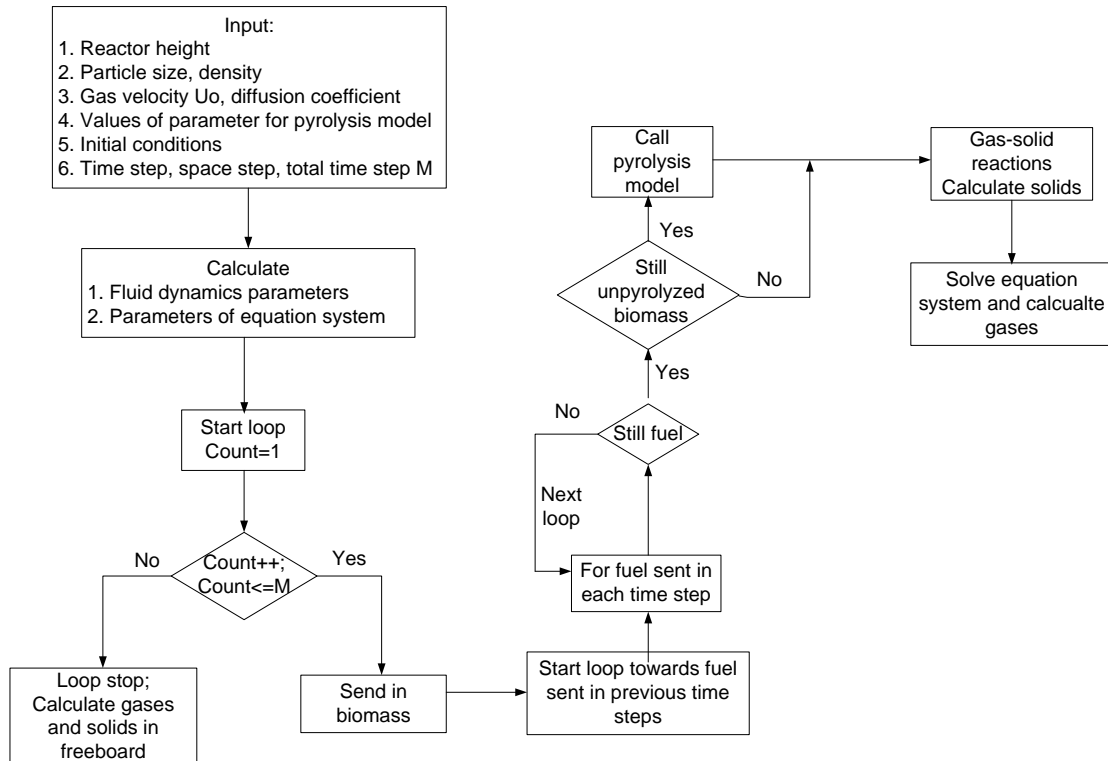 Input:
1. Reactor height
2. Particle size, density
3. Gas velocity Uo, diffusion coefficient
4. Values of parameter for pyrolysis model
5. Initial conditions
6. Time step, space step, total time step M
Calculate
1. Fluid dynamics parameters
2. Parameters of equation system
Start loop
Count=1
Count++;
Count<=M
No
Yes
Loop stop;
Calculate gases
and solids in
freeboard
Send in
biomass
Start loop towards fuel
sent in previous time
steps
For fuel sent in
each time step
Still fuel
No
Next
loop
Yes
Still
unpyrolyzed
biomass
No
Yes
Call
pyrolysis
model
Gas-solid
reactions
Calculate solids
Solve equation
system and calcualte
gases